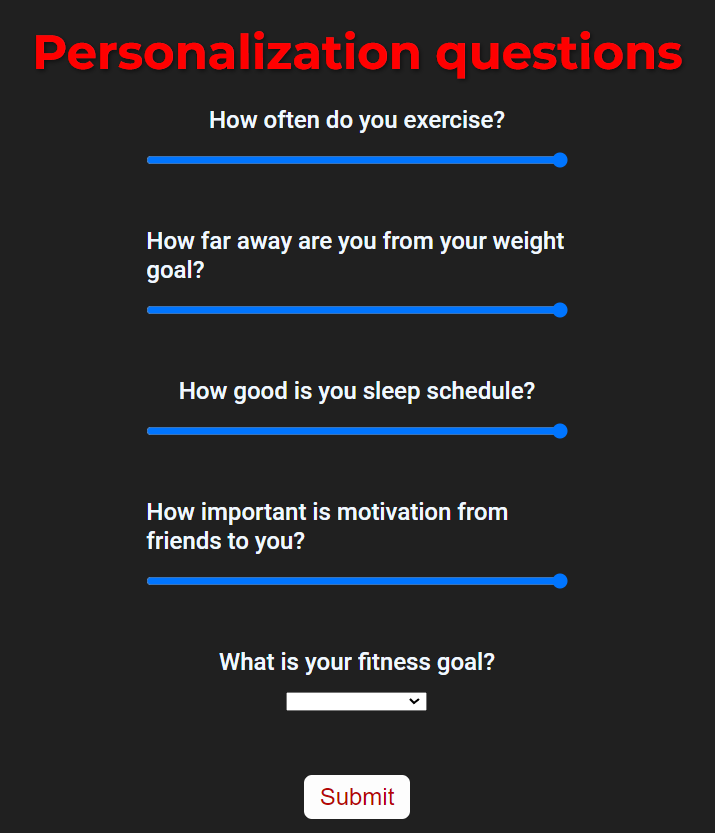 Personalization questions
How often do you exercise?
How far away are you from your weight
goal?
How good is you sleep schedule?
How important is motivation from
friends to you?
What is your fitness goal?
Submit